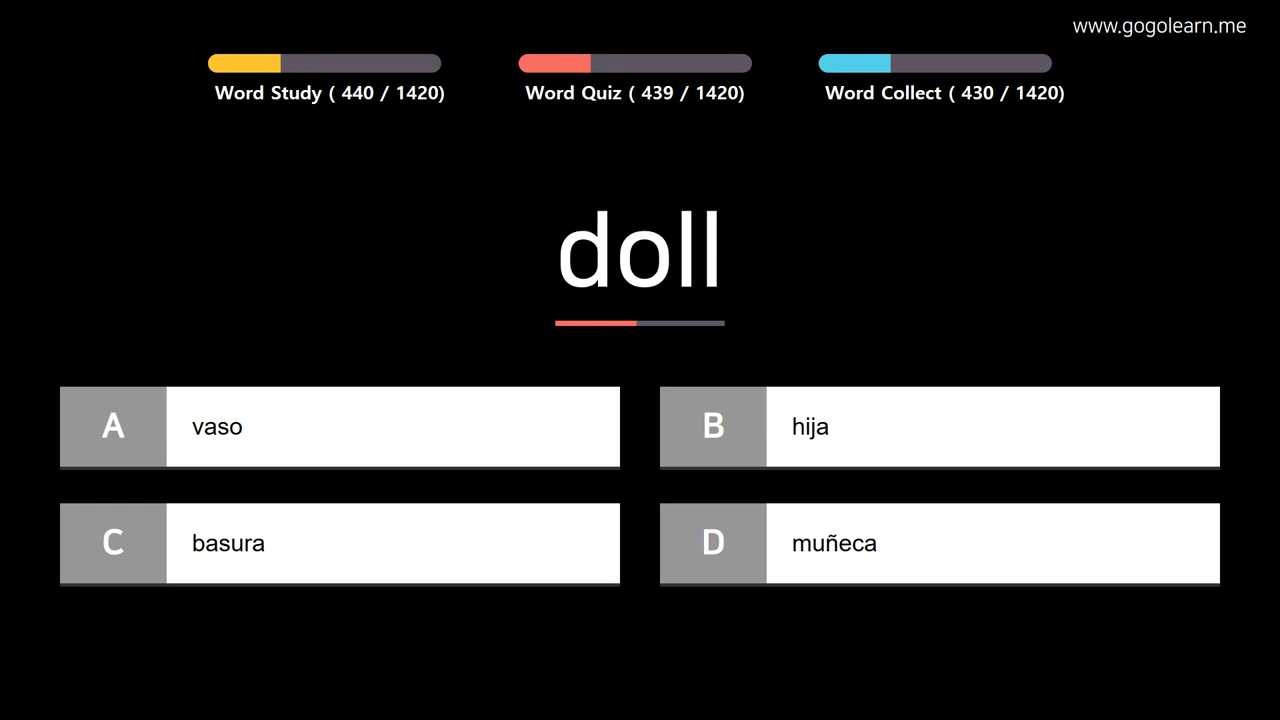 www.gogolearn.me
Word Study ( 440 / 1420)
Word Quiz ( 439 / 1420)
Word Collect ( 430 / 1420)
doll
A vaso
B hija
C basura
D muñeca